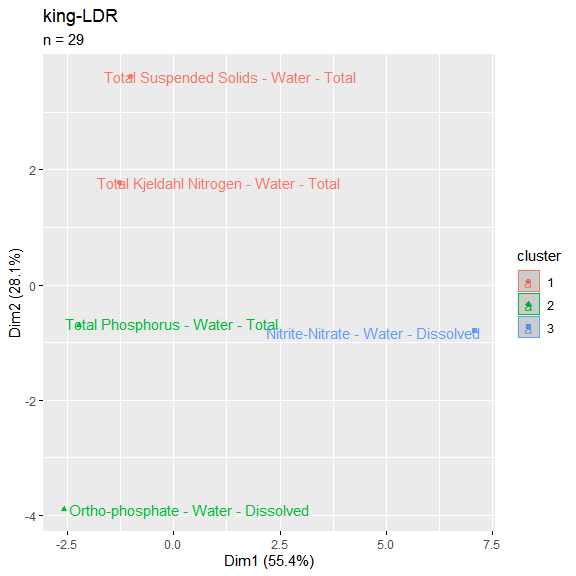 king-LDR
n = 29
Total Suspended Solids - Water - Total
Total Kjeldahl Nitrogen - Water - Total
Total Phosphorus - Water - Total
Nitrite-Nitrate - Water - Dissolved
Ortho-phosphate - Water - Dissolved
2
0
-2
-4
Dim2 (28.1%)
-2.5
0.0
2.5
5.0
7.5
Dim1 (55.4%)
cluster
a 1
a 2
a 3